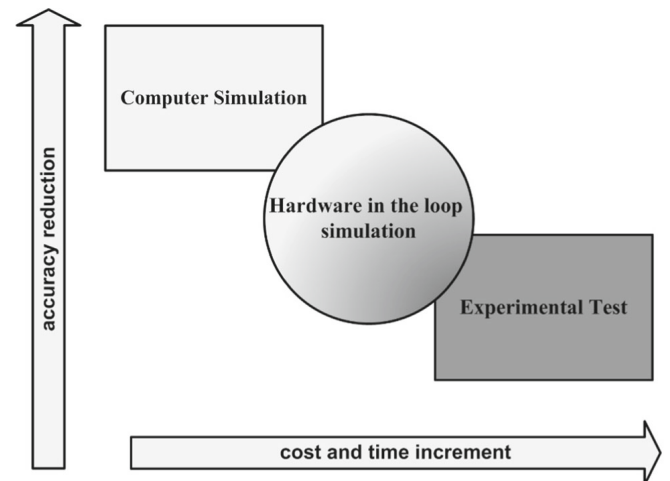 Computer Simulation
Hardware in the loop
simulation
Experimental Test
accuracy reduction
cost and time increment